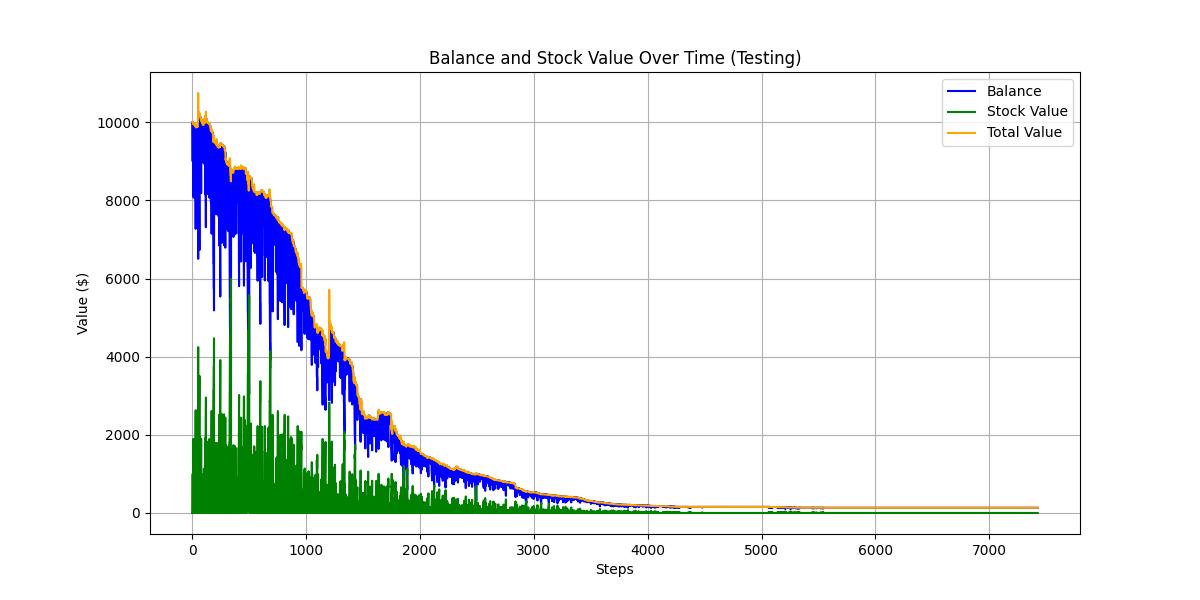 Balance and Stock Value Over Time (Testing)
Balance
Stock Value
Total Value
Value ($)
10000
8000
6000
4000
2000
0
0 1000 2000 3000 4000 5000 6000 7000
Steps